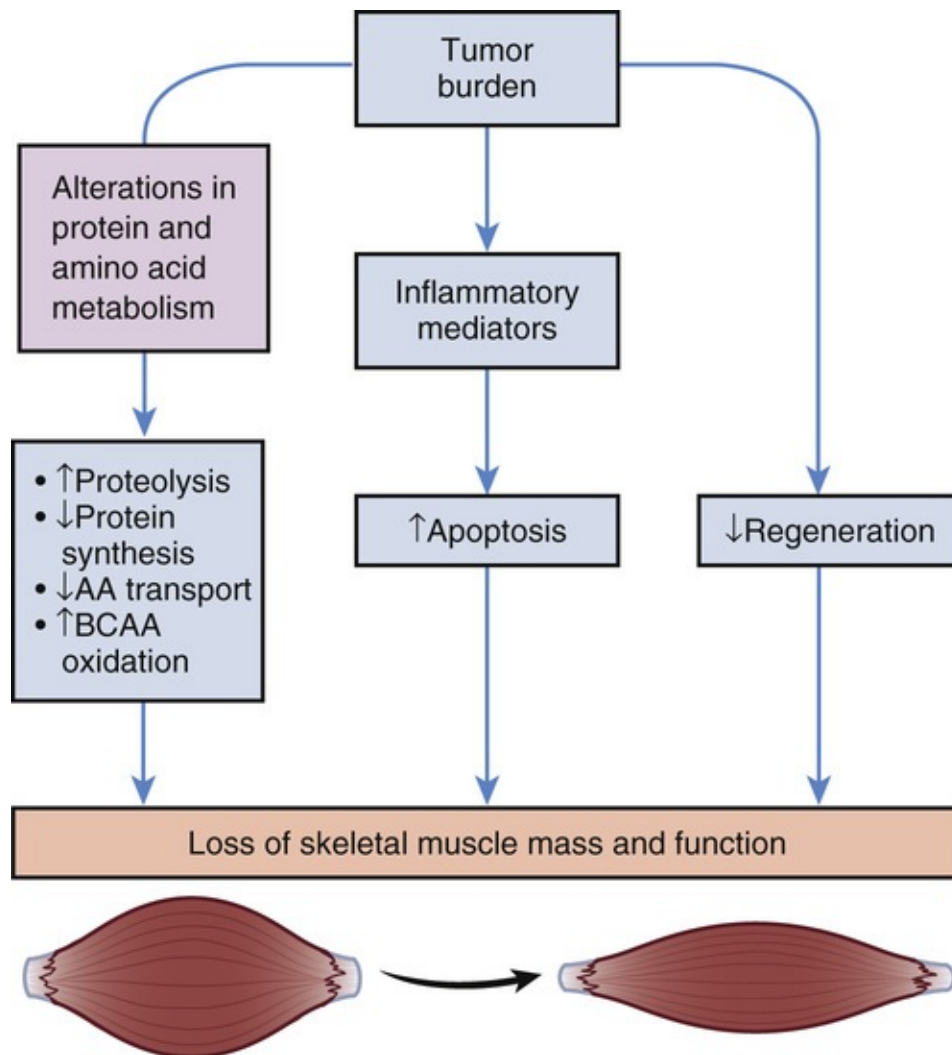 Tumor
burden
Alterations in
protein and
amino acid
metabolism
Inflammatory
mediators
• ↑Proteolysis
• ↓Protein
synthesis
• ↓AA transport
• ↑BCAA
oxidation
↑Apoptosis
↓Regeneration
Loss of skeletal muscle mass and function